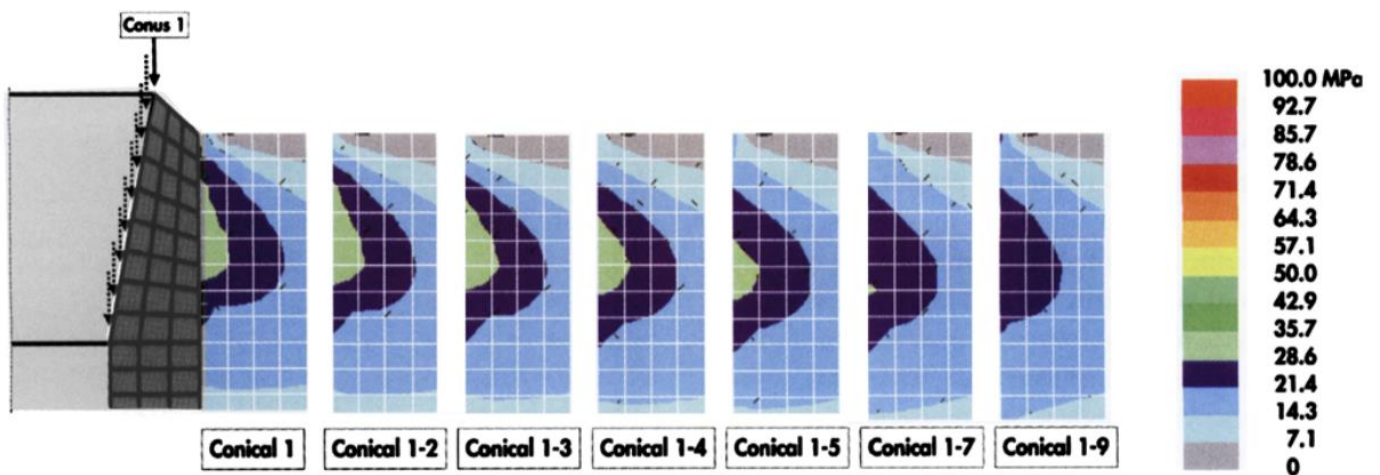 Conus 1
100.0 MPa
92.7
85.7
78.6
71.4
64.3
57.1
50.0
42.9
35.7
28.6
21.4
14.3
7.1
0
Conical 1
Conical 1-2
Conical 1-3
Conical 1-4
Conical 1-5
Conical 1-7
Conical 1-9